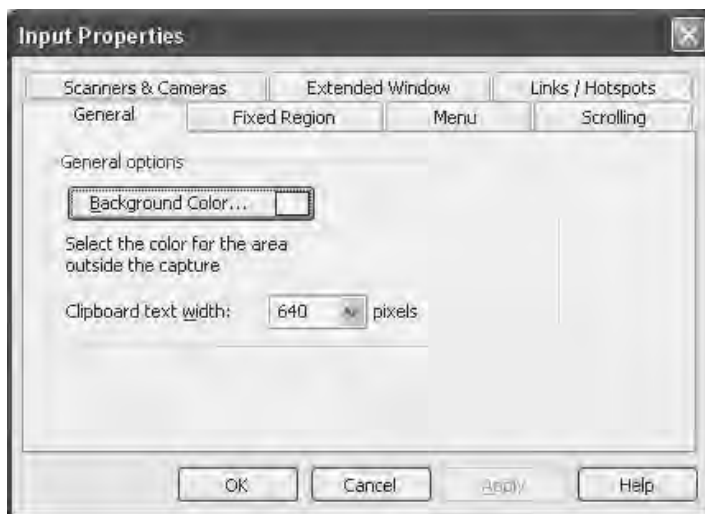 Input Properties
Scanners & Cameras Extended Window Links / Hotspots
General Fixed Region Menu Scrolling
General options
Background Color...
Select the color for the area
outside the capture
Clipboard text width: 640 pixels
OK Cancel Apply Help